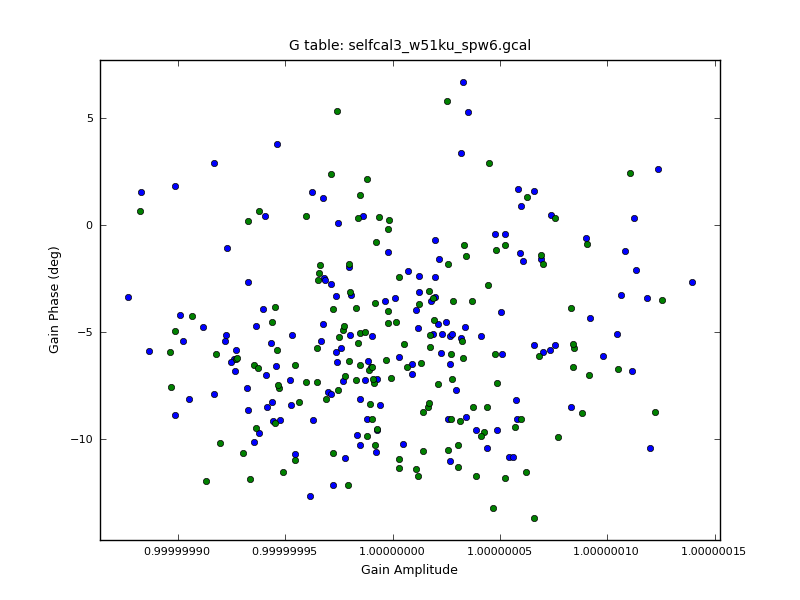 G table: selfcal3_w51ku_spw6.gcal
5
0
−5
−10
Gain Phase (deg)
0.99999990 0.99999995 1.00000000 1.00000005 1.00000010 1.00000015
Gain Amplitude